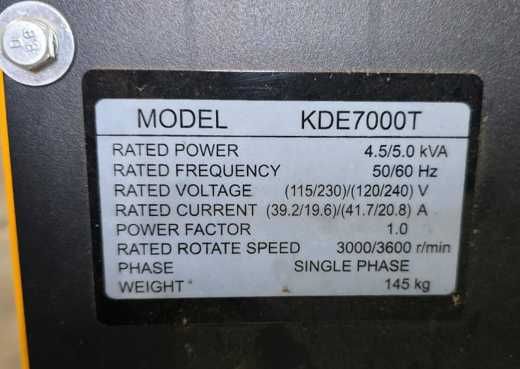 8.8
MODEL KDE7000T
RATED POWER 4.5/5.0 kVA
RATED FREQUENCY 50/60 Hz
RATED VOLTAGE (115/230)/(120/240) V
RATED CURRENT (39.2/19.6)/(41.7/20.8) A
POWER FACTOR 1.0
RATED ROTATE SPEED 3000/3600 r/min
PHASE SINGLE PHASE
WEIGHT 145 kg